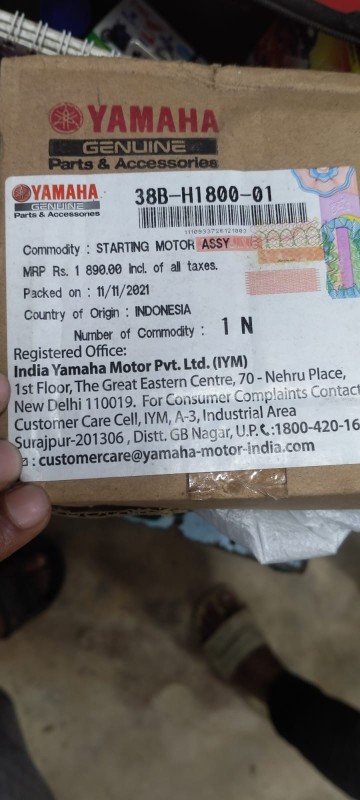 YAMAHA
GENUINE
Parts & Accessories
YAMAHA
GENUINE
Parts & Accessories
38B-H1800-01
Commodity : STARTING MOTOR ASSY
MRP Rs. 1 890.00 Incl. of all taxes.
Packed on : 11/11/2021
Country of Origin : INDONESIA
Number of Commodity : 1 N
Registered Office:
India Yamaha Motor Pvt. Ltd. (IYM)
1st Floor, The Great Eastern Centre, 70 - Nehru Place,
New Delhi 110019. For Consumer Complaints Contact
Customer Care Cell, IYM, A-3, Industrial Area
Surajpur-201306 , Distt. GB Nagar, U.P. :1800-420-16
: customercare@yamaha-motor-india.com